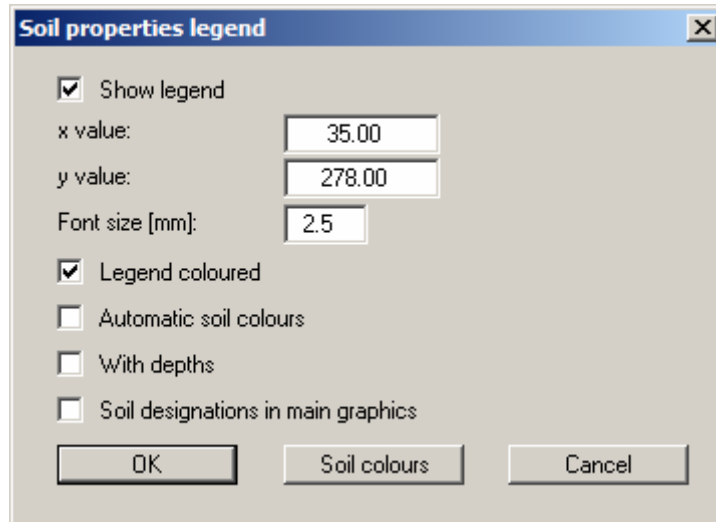 Soil properties legend
Show legend
x value: 35.00
y value: 278.00
Font size [mm]: 2.5
Legend coloured
Automatic soil colours
With depths
Soil designations in main graphics
OK Soil colours Cancel